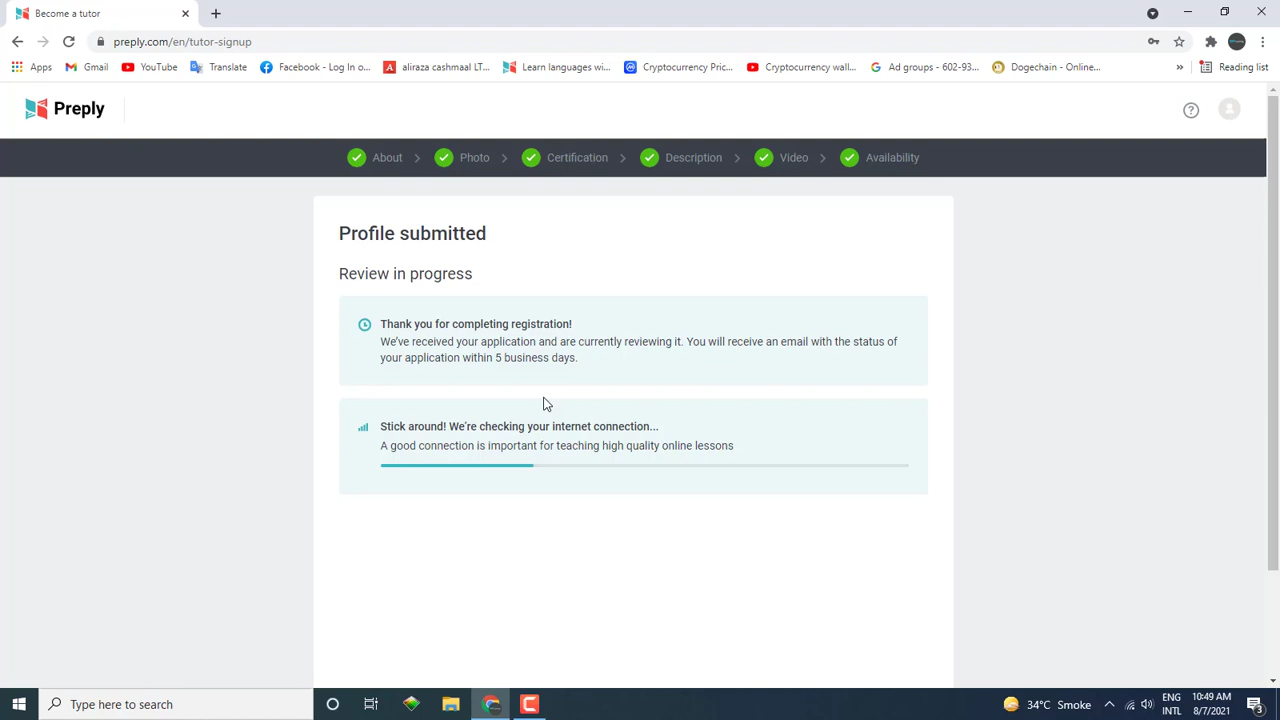 Become a tutor
preply.com/en/tutor-signup
Apps Gmail YouTube Translate Facebook - Log In o... aliraza cashmaal LT... Learn languages wi... Cryptocurrency Pric... Cryptocurrency wall... Ad groups - 602-93... Dogechain - Online... » Reading list
Preply
About Photo Certification Description Video Availability
Profile submitted
Review in progress
Thank you for completing registration!
We've received your application and are currently reviewing it. You will receive an email with the status of
your application within 5 business days.
Stick around! We're checking your internet connection...
A good connection is important for teaching high quality online lessons
Type here to search
34°C Smoke
ENG
INTL
10:49 AM
8/7/2021
3